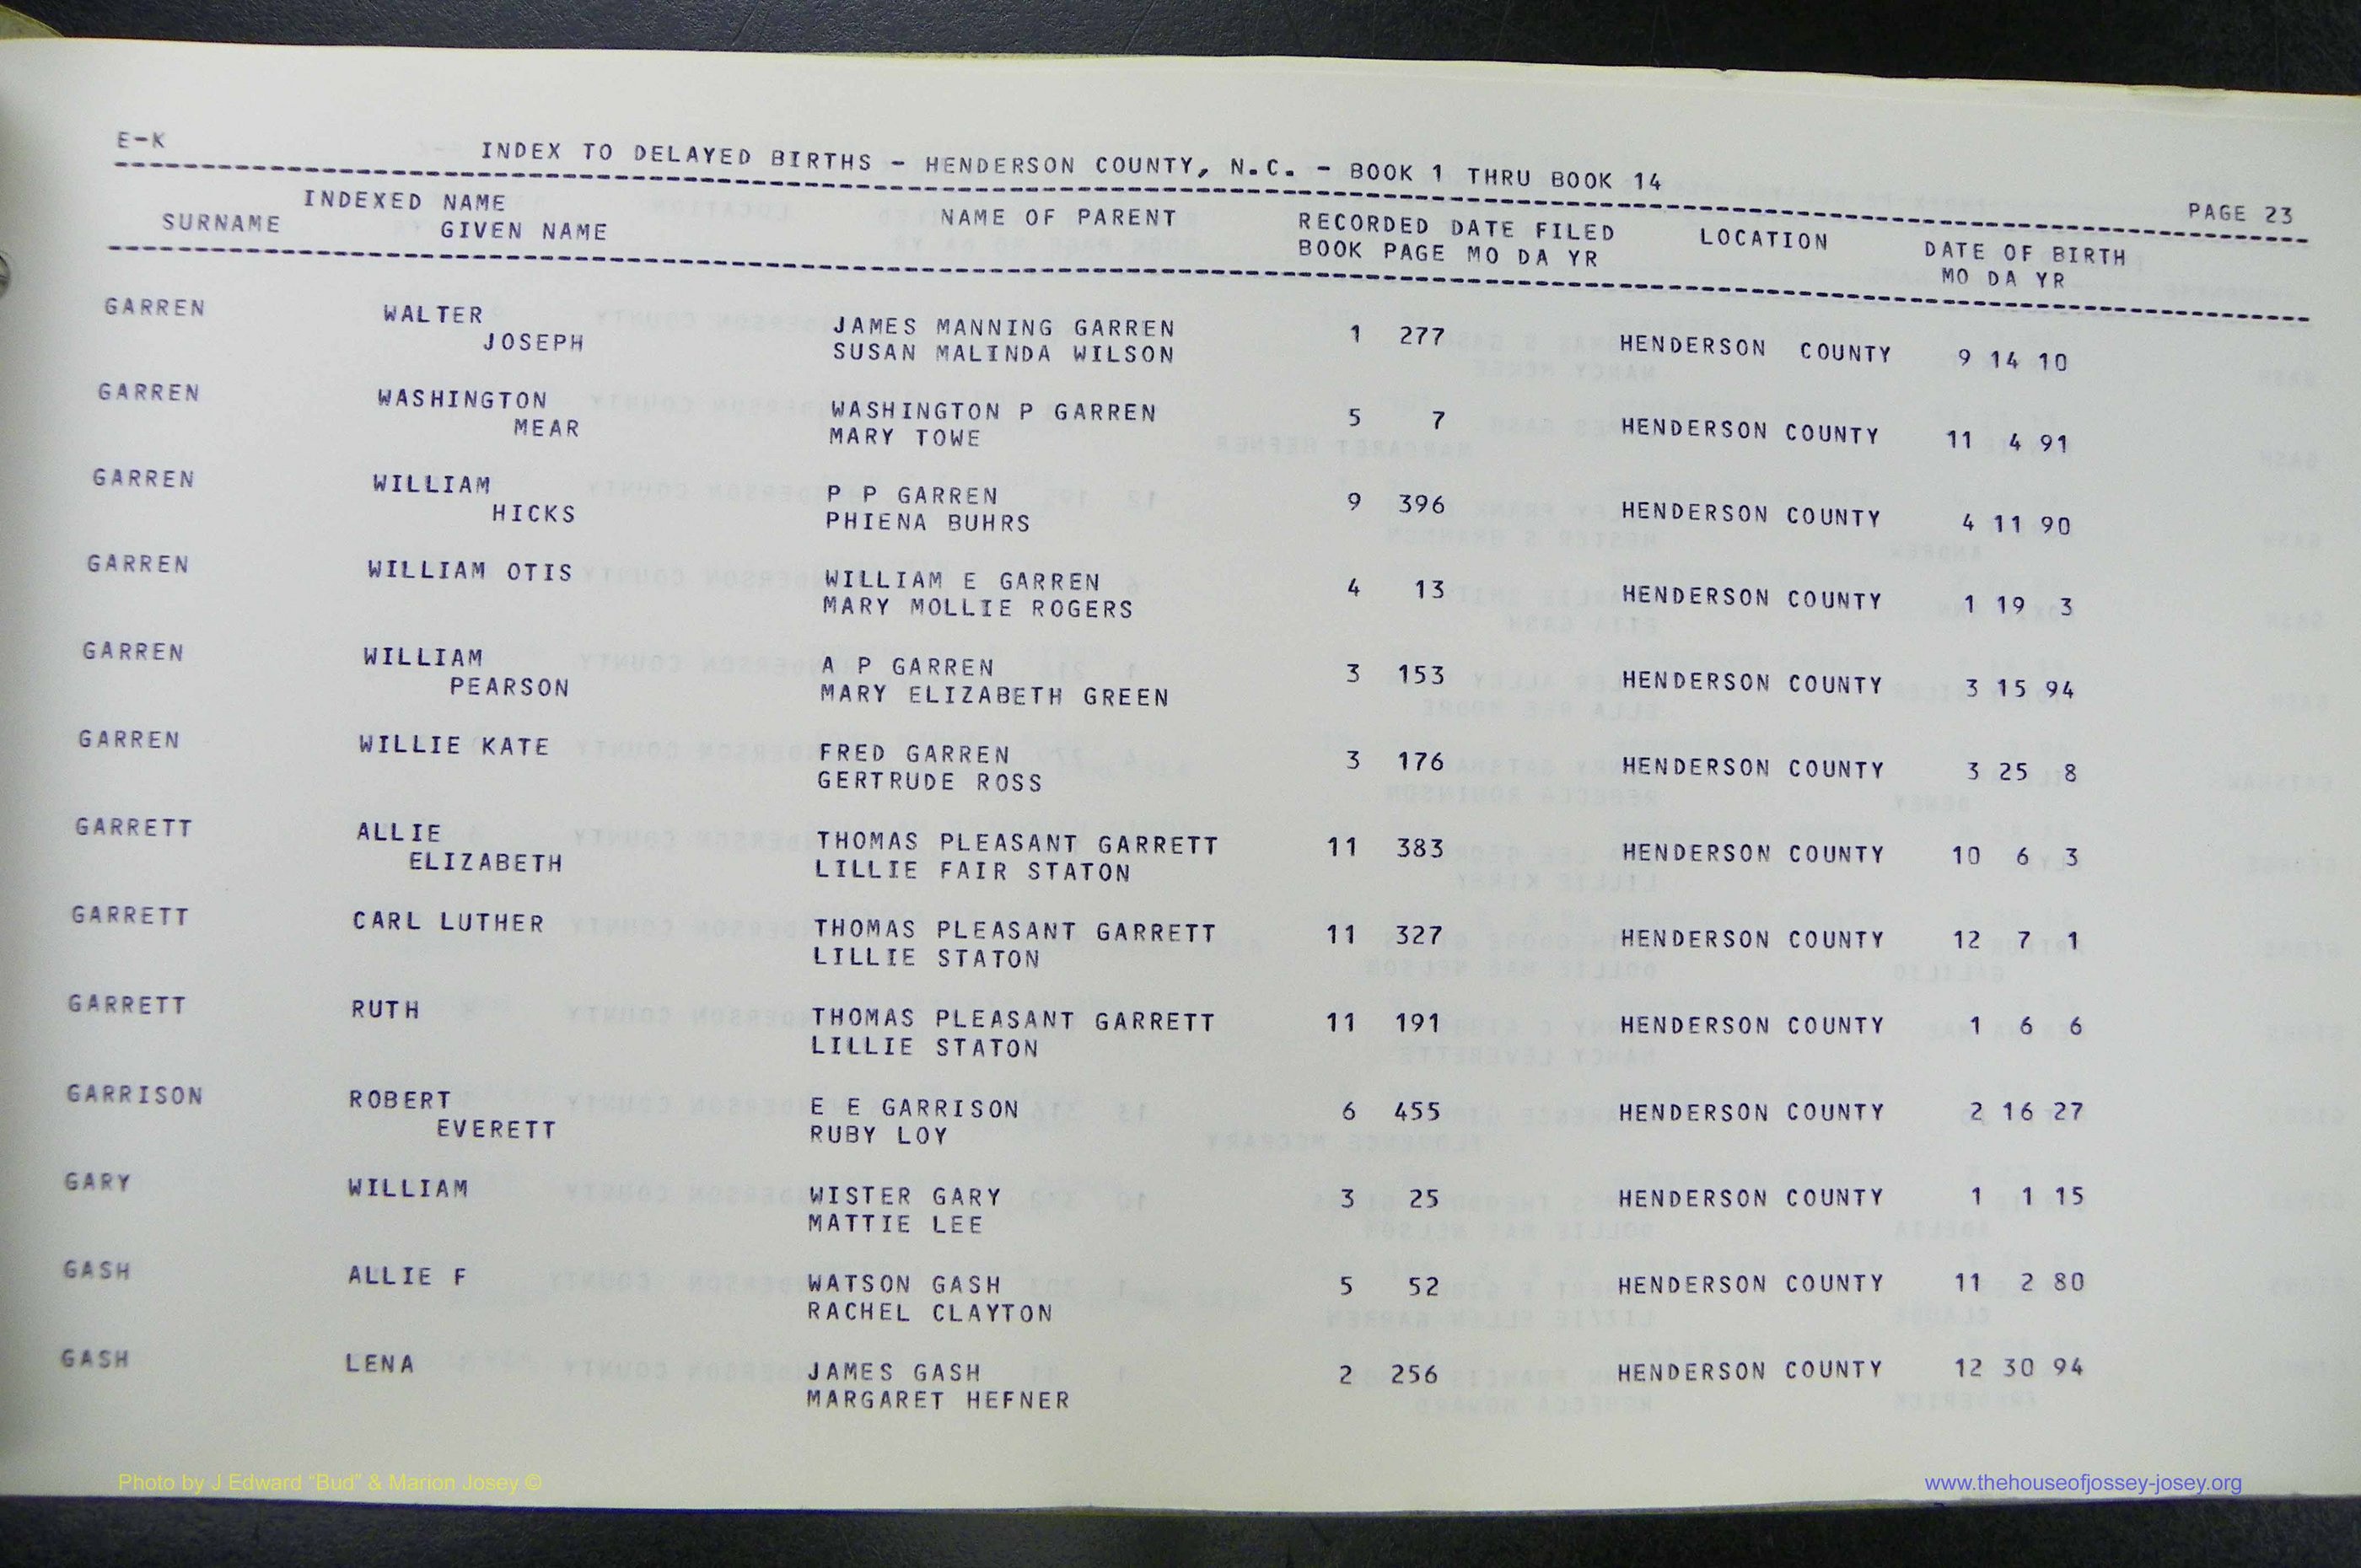 E-K
INDEX TO DELAYED BIRTHS - HENDERSON COUNTY, N.C. - BOOK 1 THRU BOOK 14
PAGE 23
INDEXED NAME
SURNAME GIVEN NAME NAME OF PARENT RECORDED DATE FILED LOCATION DATE OF BIRTH
BOOK PAGE MO DA YR MO DA YR
GARREN WALTER JAMES MANNING GARREN 1 277 HENDERSON COUNTY 9 14 10
JOSEPH SUSAN MALINDA WILSON
GARREN WASHINGTON WASHINGTON P GARREN 5 7 HENDERSON COUNTY 11 4 91
MEAR MARY TOWE
GARREN WILLIAM P P GARREN 9 396 HENDERSON COUNTY 4 11 90
HICKS PHIENA BUHRS
GARREN WILLIAM OTIS WILLIAM E GARREN 4 13 HENDERSON COUNTY 1 19 3
MARY MOLLIE ROGERS
GARREN WILLIAM A P GARREN 3 153 HENDERSON COUNTY 3 15 94
PEARSON MARY ELIZABETH GREEN
GARREN WILLIE KATE FRED GARREN 3 176 HENDERSON COUNTY 3 25 8
GERTRUDE ROSS
GARRETT ALLIE THOMAS PLEASANT GARRETT 11 383 HENDERSON COUNTY 10 6 3
ELIZABETH LILLIE FAIR STATON
GARRETT CARL LUTHER THOMAS PLEASANT GARRETT 11 327 HENDERSON COUNTY 12 7 1
LILLIE STATON
GARRETT RUTH THOMAS PLEASANT GARRETT 11 191 HENDERSON COUNTY 1 6 6
LILLIE STATON
GARRISON ROBERT E E GARRISON 6 455 HENDERSON COUNTY 2 16 27
EVERETT RUBY LOY
GARY WILLIAM WISTER GARY 3 25 HENDERSON COUNTY 1 1 15
MATTIE LEE
GASH ALLIE F WATSON GASH 5 52 HENDERSON COUNTY 11 2 80
RACHEL CLAYTON
GASH LENA JAMES GASH 2 256 HENDERSON COUNTY 12 30 94
MARGARET HEFNER
Photo by J Edward “Bud” & Marion Josey © www.thehouseofjossey-josey.org